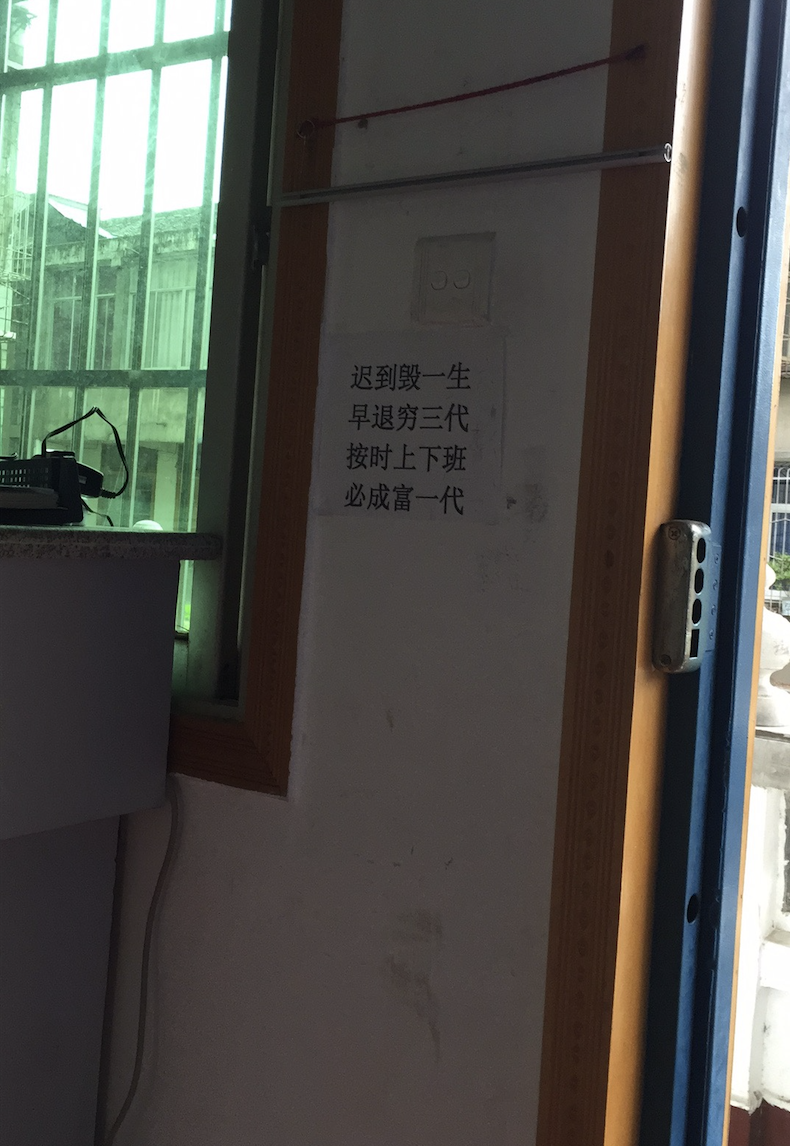 迟到毁一生
早退穷三代
按时上下班
必成富一代